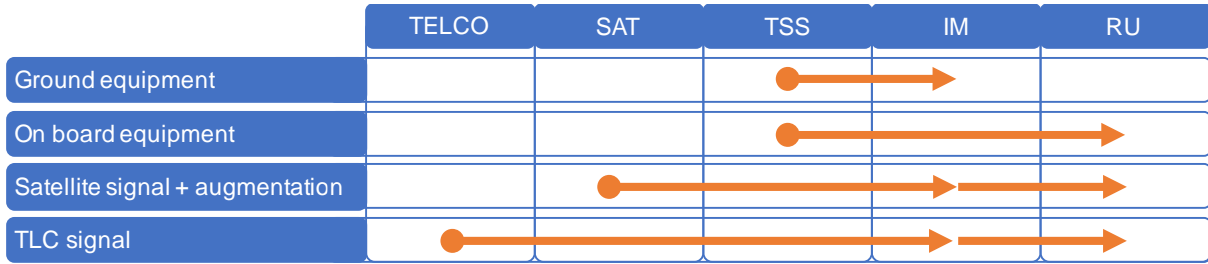 TELCO SAT TSS IM RU
Ground equipment
On board equipment
Satellite signal + augmentation
TLC signal